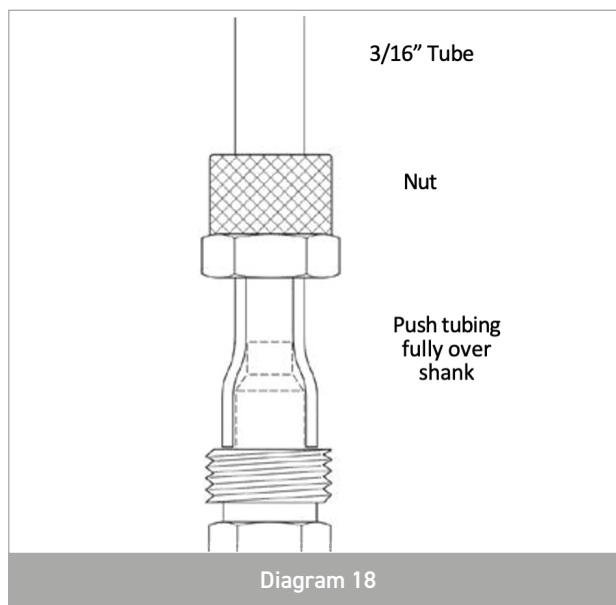 3/16” Tube
Nut
Push tubing
fully over
shank
Diagram 18